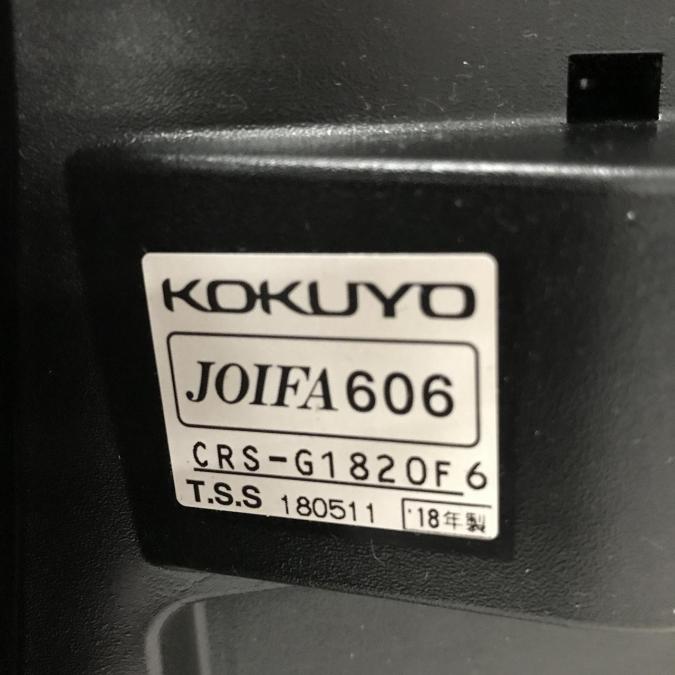 KOKUYO
JOIFA606
CRS-G1820F6
T.S.S 180511 '18年製